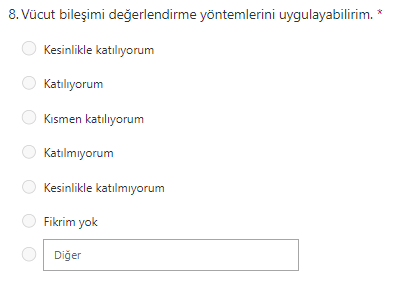 8. Vücut bileşimi değerlendirme yöntemlerini uygulayabilirim. *
Kesinlikle katılıyorum
Katılıyorum
Kısmen katılıyorum
Katılmıyorum
Kesinlikle katılmıyorum
Fikrim yok
Diğer